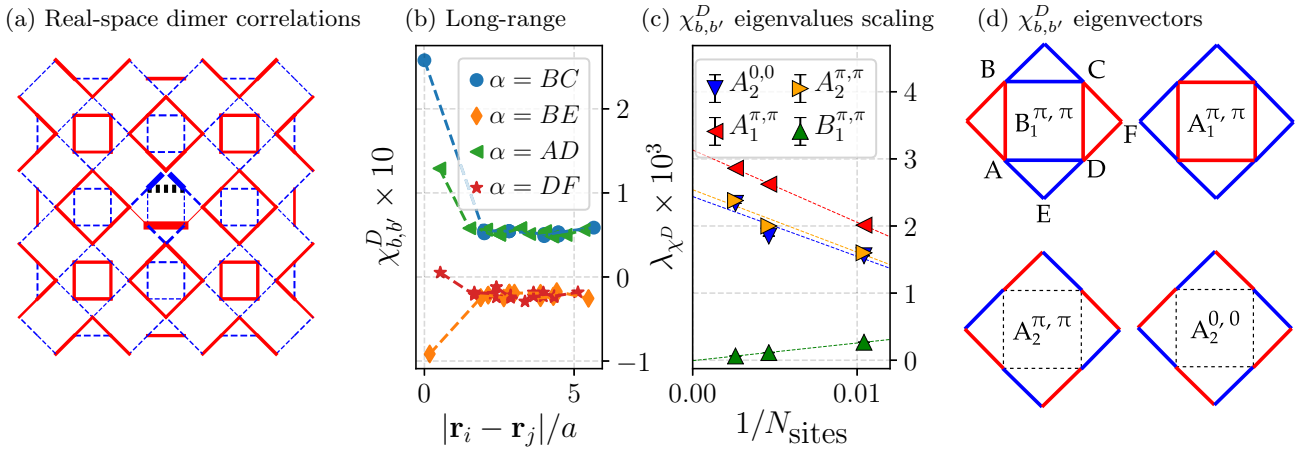 (a) Real-space dimer correlations
(b) Long-range
(c) χ^D_{b,b′} eigenvalues scaling
(d) χ^D_{b,b′} eigenvectors
χ^D_{b,b′} × 10
2
1
0
−1
α = BC
α = BE
α = AD
α = DF
0
5
|r_i − r_j|/a
λ_{χ^D} × 10^3
4
3
2
1
0
A_2^{0,0}
A_2^{π,π}
A_1^{π,π}
B_1^{π,π}
0.00
0.01
1/N_sites
B
C
B_1^{π, π}
A_1^{π, π}
F
A
D
E
A_2^{π, π}
A_2^{0, 0}